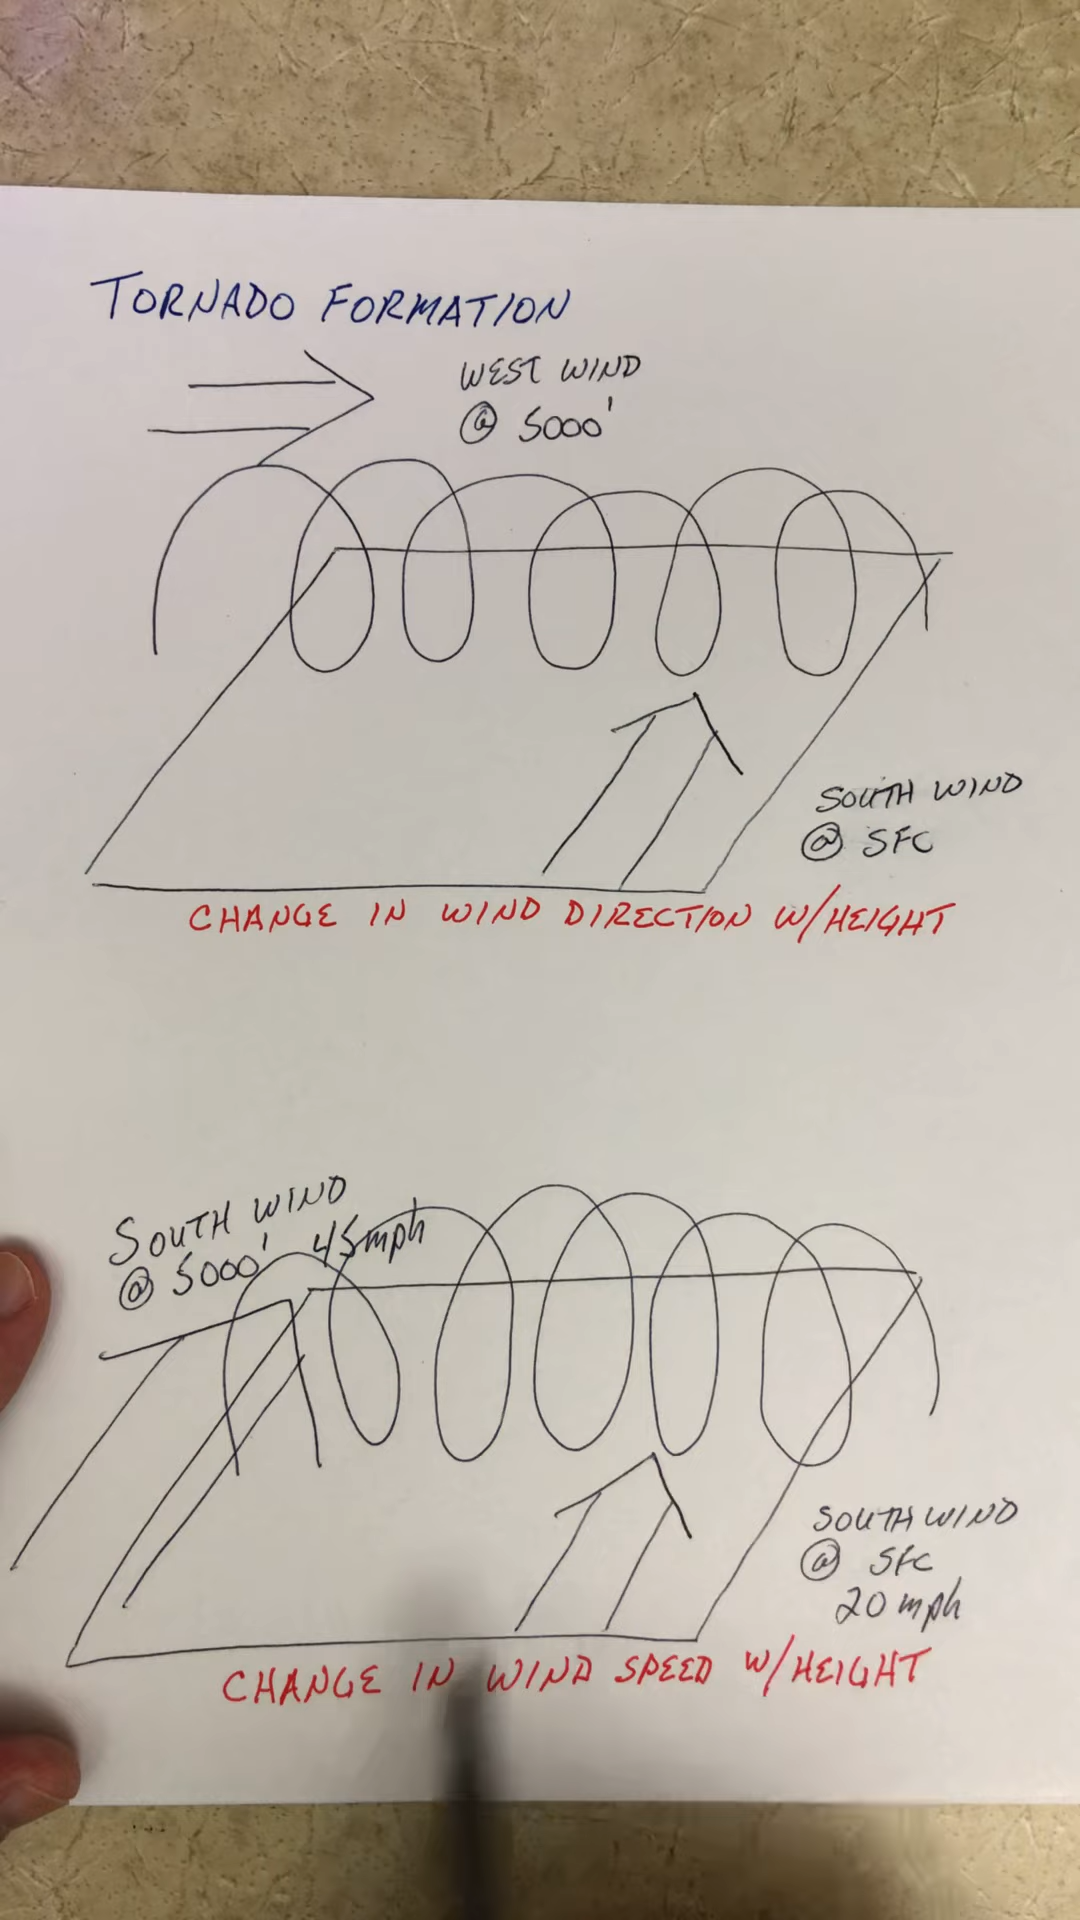 TORNADO FORMATION
WEST WIND
@ 5000'
SOUTH WIND
@ SFC
CHANGE IN WIND DIRECTION W/HEIGHT
SOUTH WIND
@ 5000' 45mph
SOUTH WIND
@ SFC
20 mph
CHANGE IN WIND SPEED W/HEIGHT